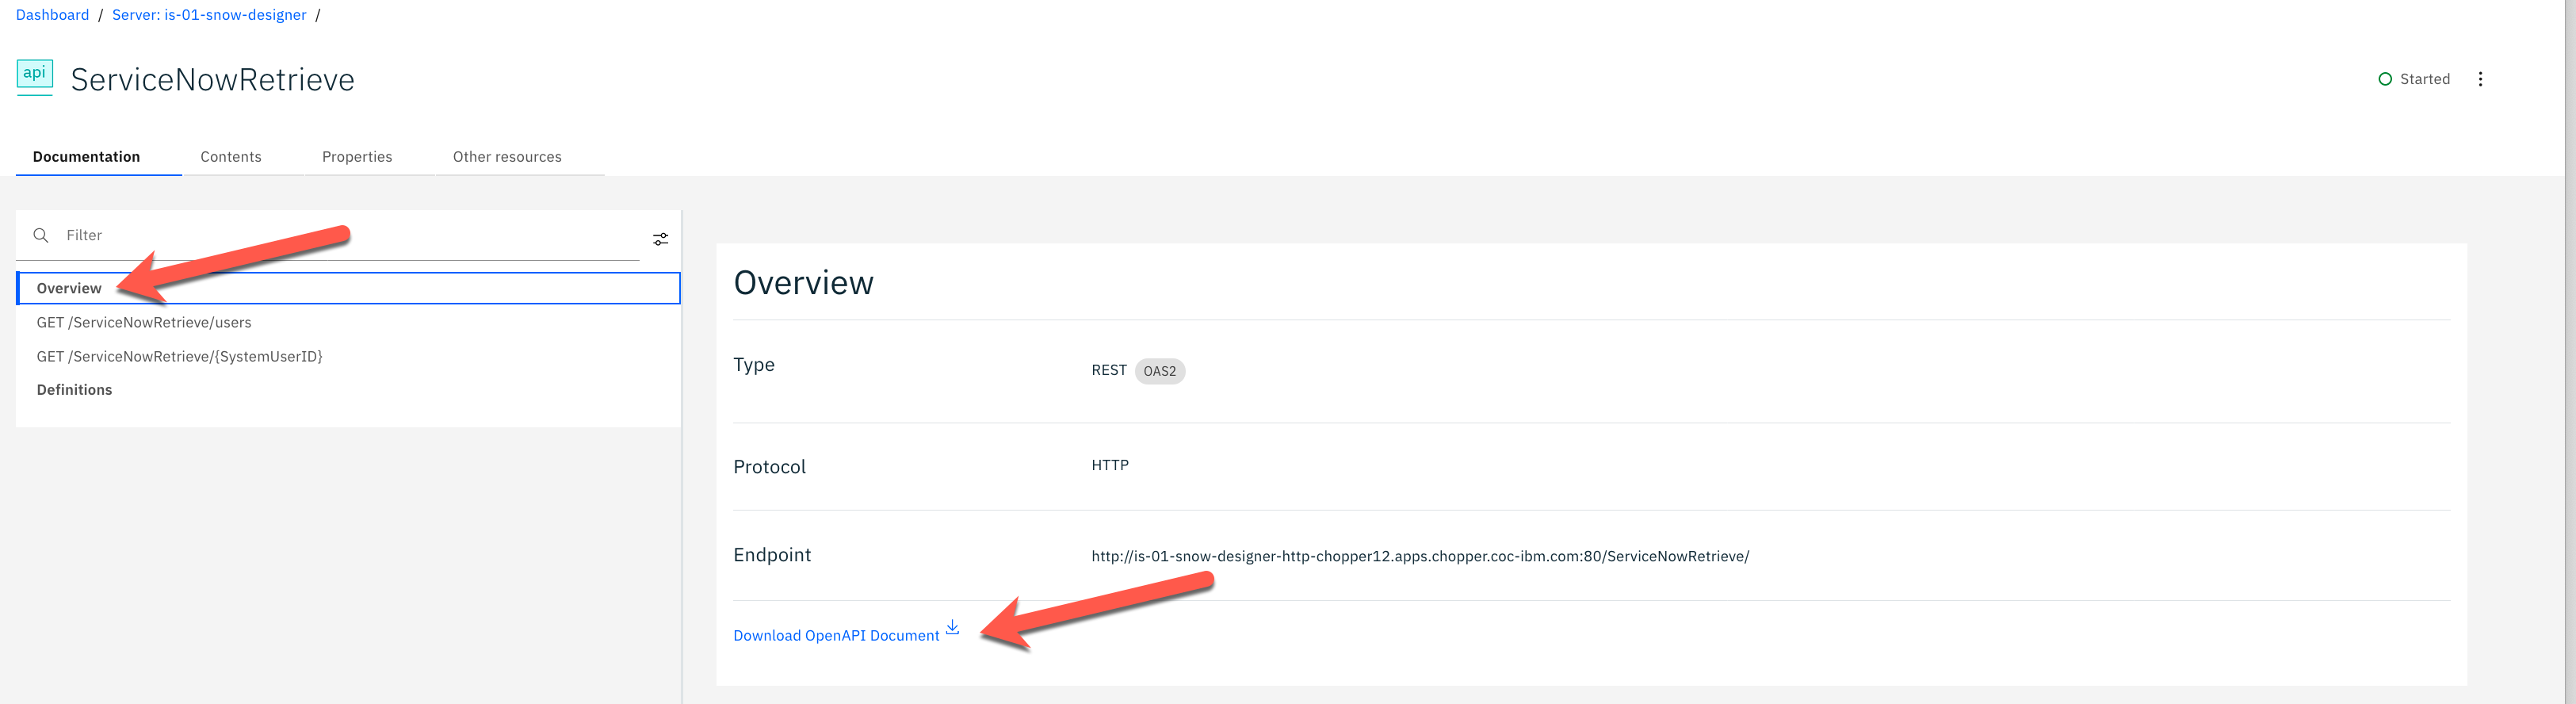 Dashboard / Server: is-01-snow-designer /
api ServiceNowRetrieve
Started
Documentation Contents Properties Other resources
Filter
Overview
GET /ServiceNowRetrieve/users
GET /ServiceNowRetrieve/{SystemUserID}
Definitions
Overview
Type REST OAS2
Protocol HTTP
Endpoint http://is-01-snow-designer-http-chopper12.apps.chopper.coc-ibm.com:80/ServiceNowRetrieve/
Download OpenAPI Document